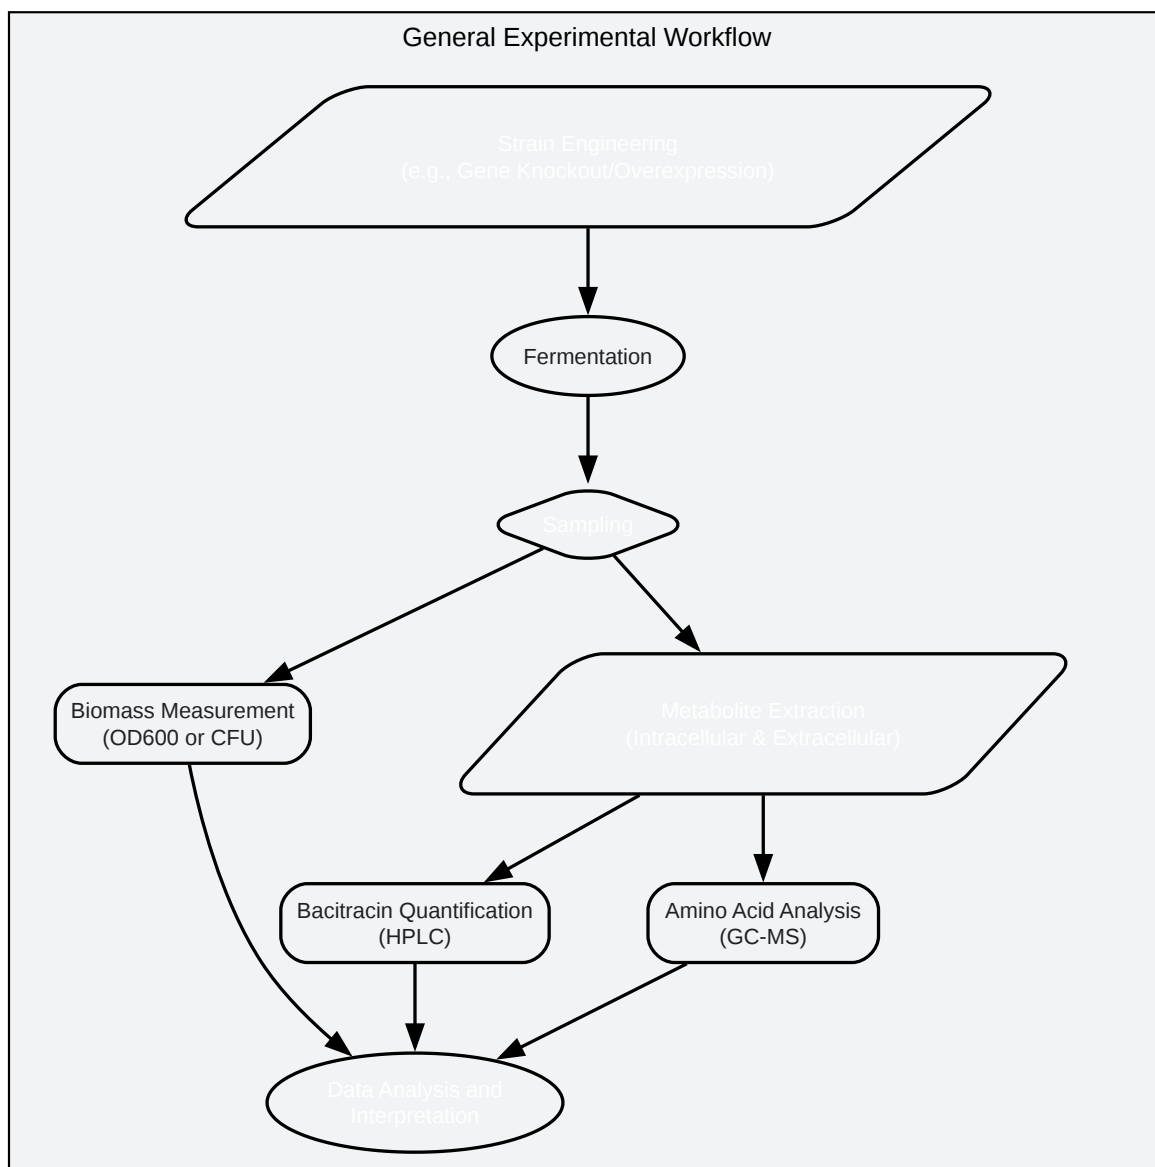 General Experimental Workflow
Strain Engineering
(e.g., Gene Knockout/Overexpression)
Fermentation
Sampling
Biomass Measurement
(OD600 or CFU)
Metabolite Extraction
(Intracellular & Extracellular)
Bacitracin Quantification
(HPLC)
Amino Acid Analysis
(GC-MS)
Data Analysis and
Interpretation